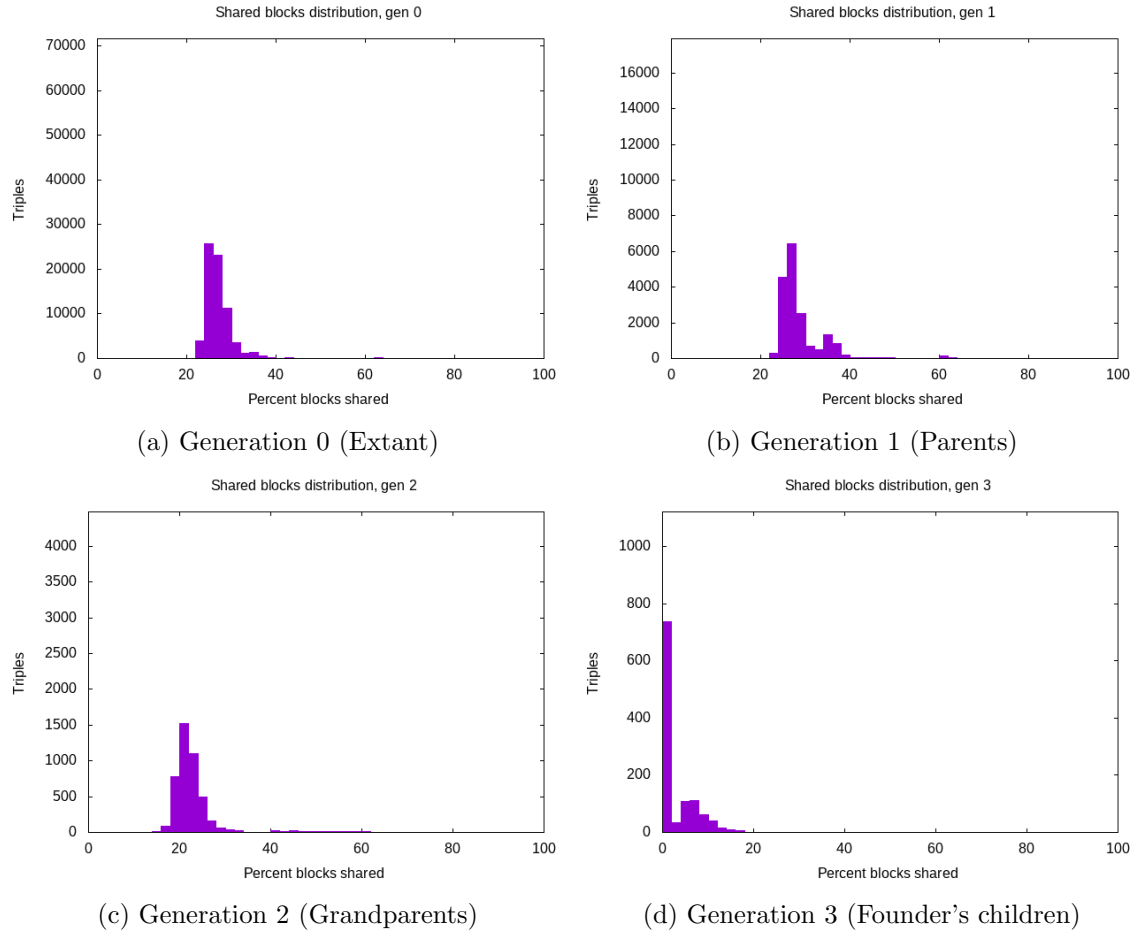 Shared blocks distribution, gen 0
70000
60000
50000
40000
30000
20000
10000
0
Triples
0 20 40 60 80 100
Percent blocks shared
(a) Generation 0 (Extant)
Shared blocks distribution, gen 1
16000
14000
12000
10000
8000
6000
4000
2000
0
Triples
0 20 40 60 80 100
Percent blocks shared
(b) Generation 1 (Parents)
Shared blocks distribution, gen 2
4000
3500
3000
2500
2000
1500
1000
500
0
Triples
0 20 40 60 80 100
Percent blocks shared
(c) Generation 2 (Grandparents)
Shared blocks distribution, gen 3
1000
800
600
400
200
0
Triples
0 20 40 60 80 100
Percent blocks shared
(d) Generation 3 (Founder's children)